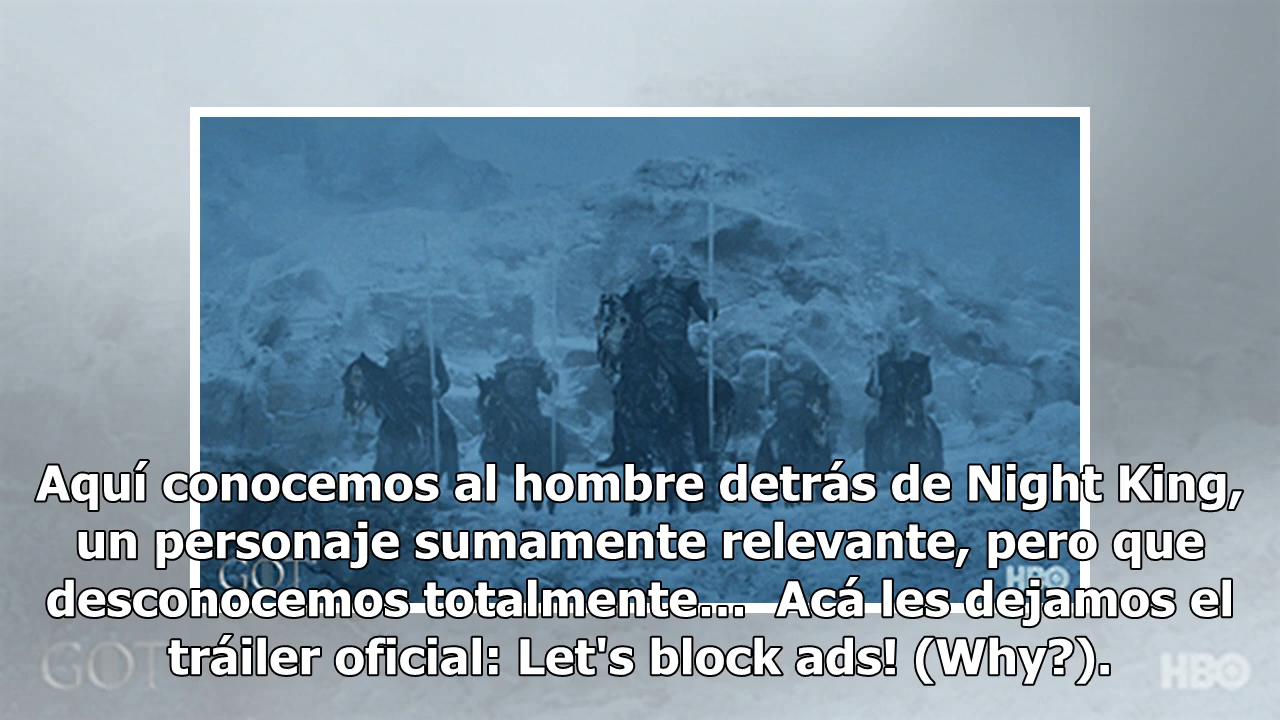 Aquí conocemos al hombre detrás de Night King,
un personaje sumamente relevante, pero que
GOT HBO
desconocemos totalmente... Acá les dejamos el
tráiler oficial: Let's block ads! (Why?).
GOT HBO